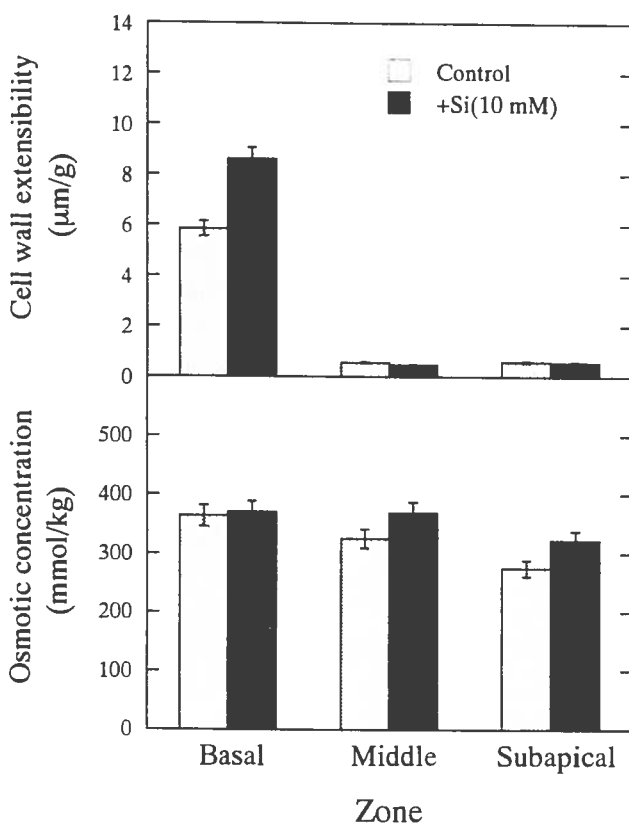 Cell wall extensibility
(μm/g)
14
12
10
8
6
4
2
0
Control
+Si(10 mM)
Osmotic concentration
(mmol/kg)
500
400
300
200
100
0
Basal
Middle
Subapical
Zone